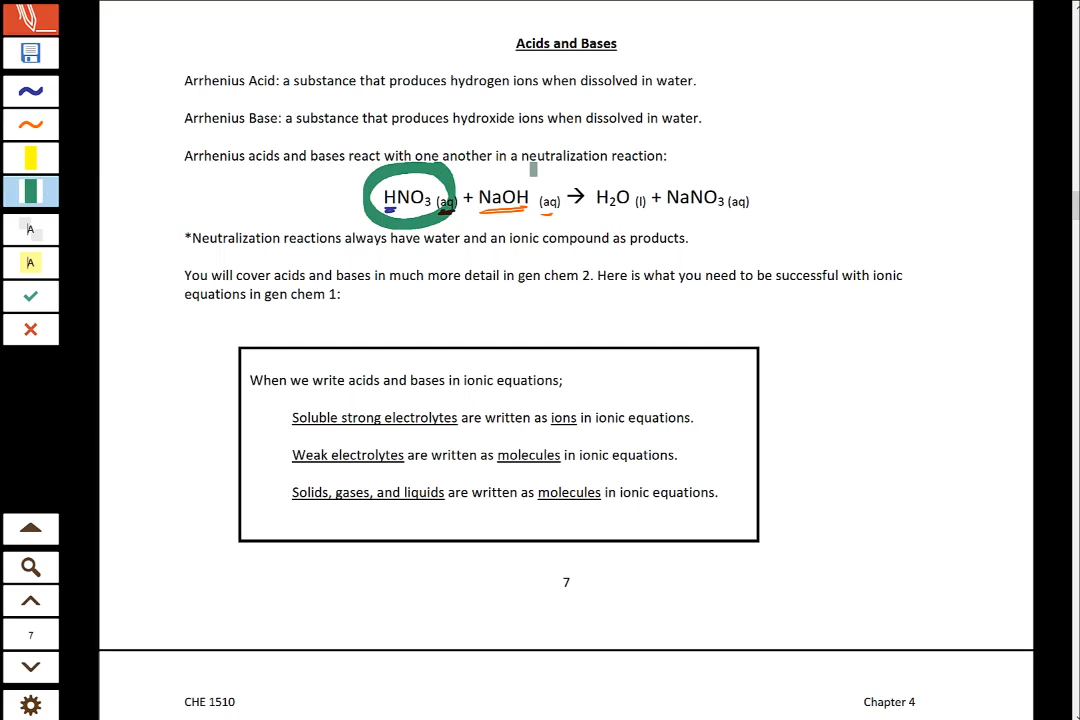 Acids and Bases
Arrhenius Acid: a substance that produces hydrogen ions when dissolved in water.
Arrhenius Base: a substance that produces hydroxide ions when dissolved in water.
Arrhenius acids and bases react with one another in a neutralization reaction:
HNO3 (aq) + NaOH (aq) → H2O (l) + NaNO3 (aq)
*Neutralization reactions always have water and an ionic compound as products.
You will cover acids and bases in much more detail in gen chem 2. Here is what you need to be successful with ionic
equations in gen chem 1:
When we write acids and bases in ionic equations;
Soluble strong electrolytes are written as ions in ionic equations.
Weak electrolytes are written as molecules in ionic equations.
Solids, gases, and liquids are written as molecules in ionic equations.
7
CHE 1510 Chapter 4
A
A
7